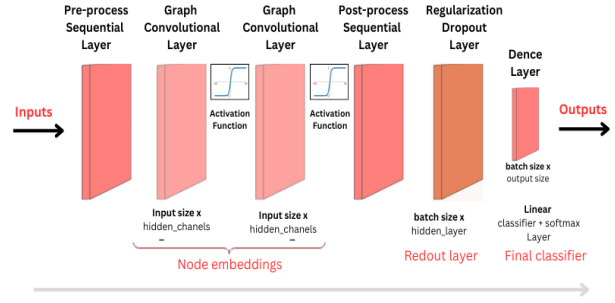 Pre-process
Sequential
Layer
Graph
Convolutional
Layer
Graph
Convolutional
Layer
Post-process
Sequential
Layer
Regularization
Dropout
Layer
Dence
Layer
Inputs
Activation
Function
Activation
Function
Outputs
batch size x
output size
Input size x
hidden_chanels
Input size x
hidden_chanels
batch size x
hidden_layer
Linear
classifier + softmax
Layer
Node embeddings
Redout layer
Final classifier